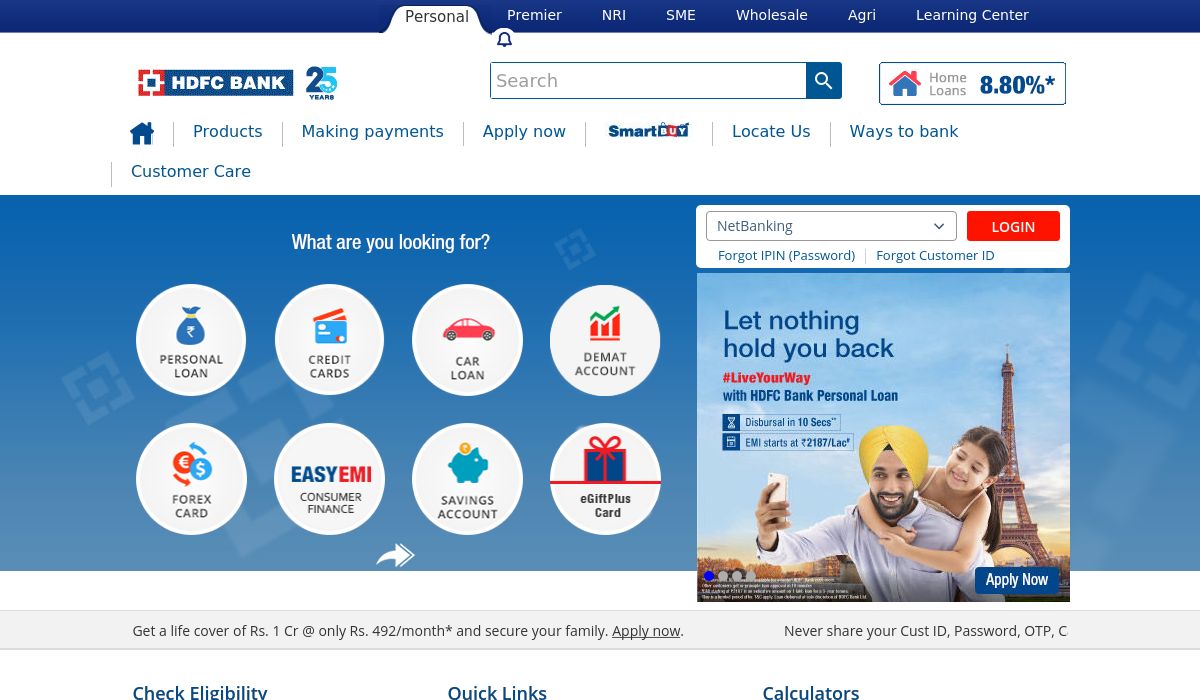 Personal
Premier
NRI
SME
Wholesale
Agri
Learning Center
HDFC BANK
25
YEARS
Search
Home
Loans
8.80%*
Products
Making payments
Apply now
SmartBUY
Locate Us
Ways to bank
Customer Care
What are you looking for?
PERSONAL
LOAN
CREDIT
CARDS
CAR
LOAN
DEMAT
ACCOUNT
FOREX
CARD
EASYEMI
CONSUMER
FINANCE
SAVINGS
ACCOUNT
eGiftPlus
Card
NetBanking
LOGIN
Forgot IPIN (Password)
Forgot Customer ID
Let nothing
hold you back
#LiveYourWay
with HDFC Bank Personal Loan
Disbursal in 10 Secs**
EMI starts at ₹2187/Lac#
Apply Now
Get a life cover of Rs. 1 Cr @ only Rs. 492/month* and secure your family. Apply now.
Never share your Cust ID, Password, OTP,
Check Eligibility
Quick Links
Calculators